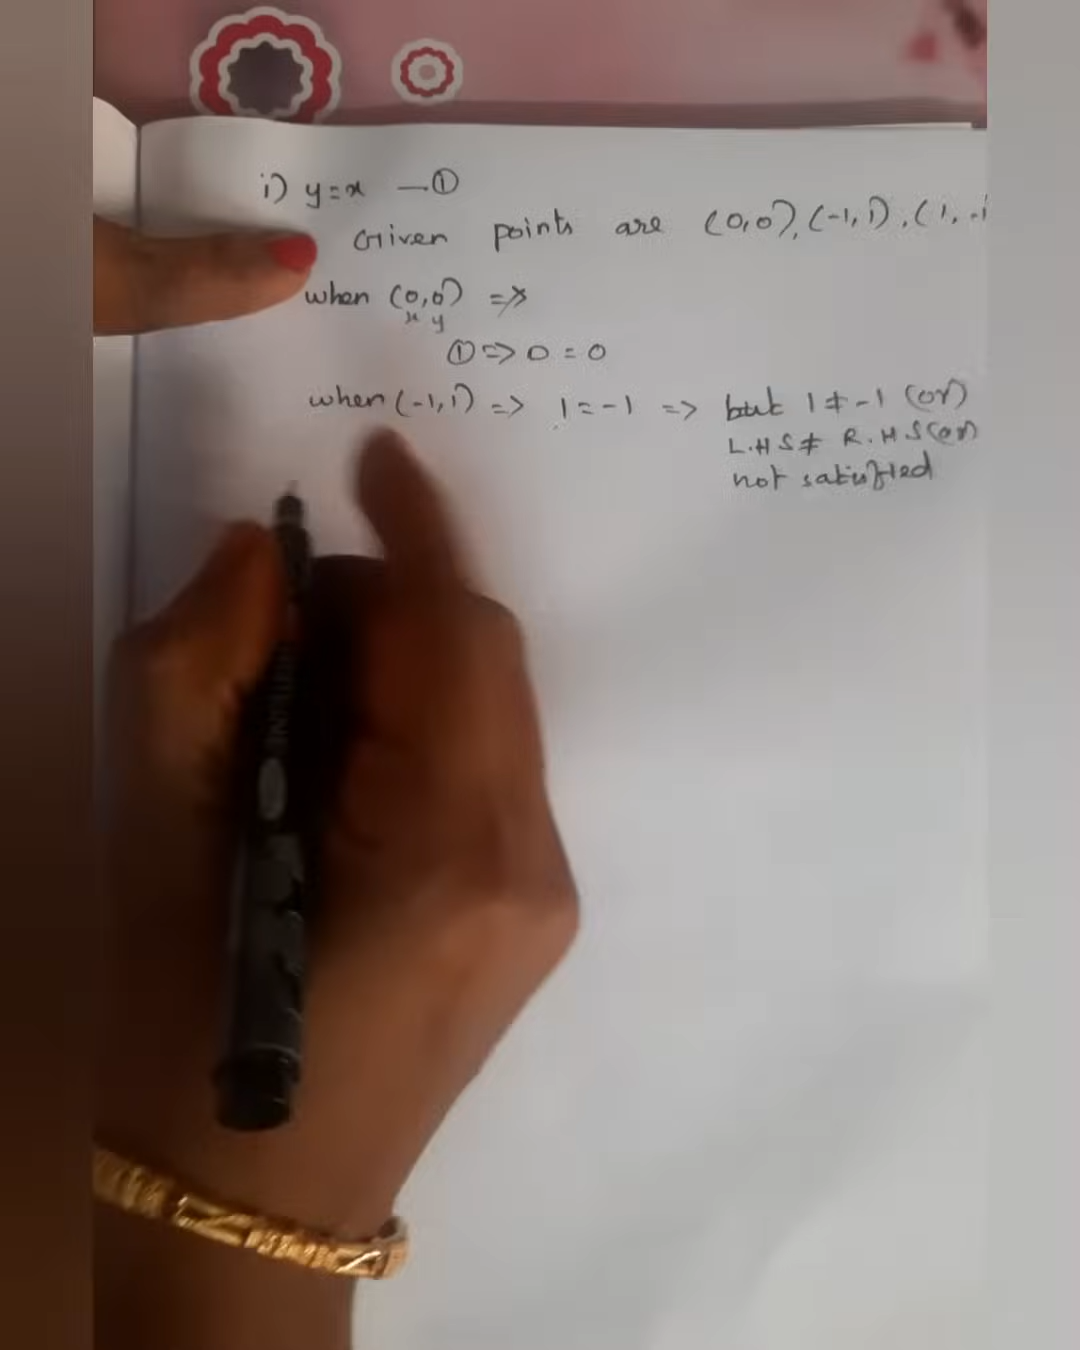 i) y=x —①
Given points are (0,0), (-1,1), (1,-1
when (0,0) =>
x y
①=> 0 = 0
when (-1,1) => 1 = -1 => but 1 ≠ -1 (or)
L.H S ≠ R.H S (or)
not satisfied